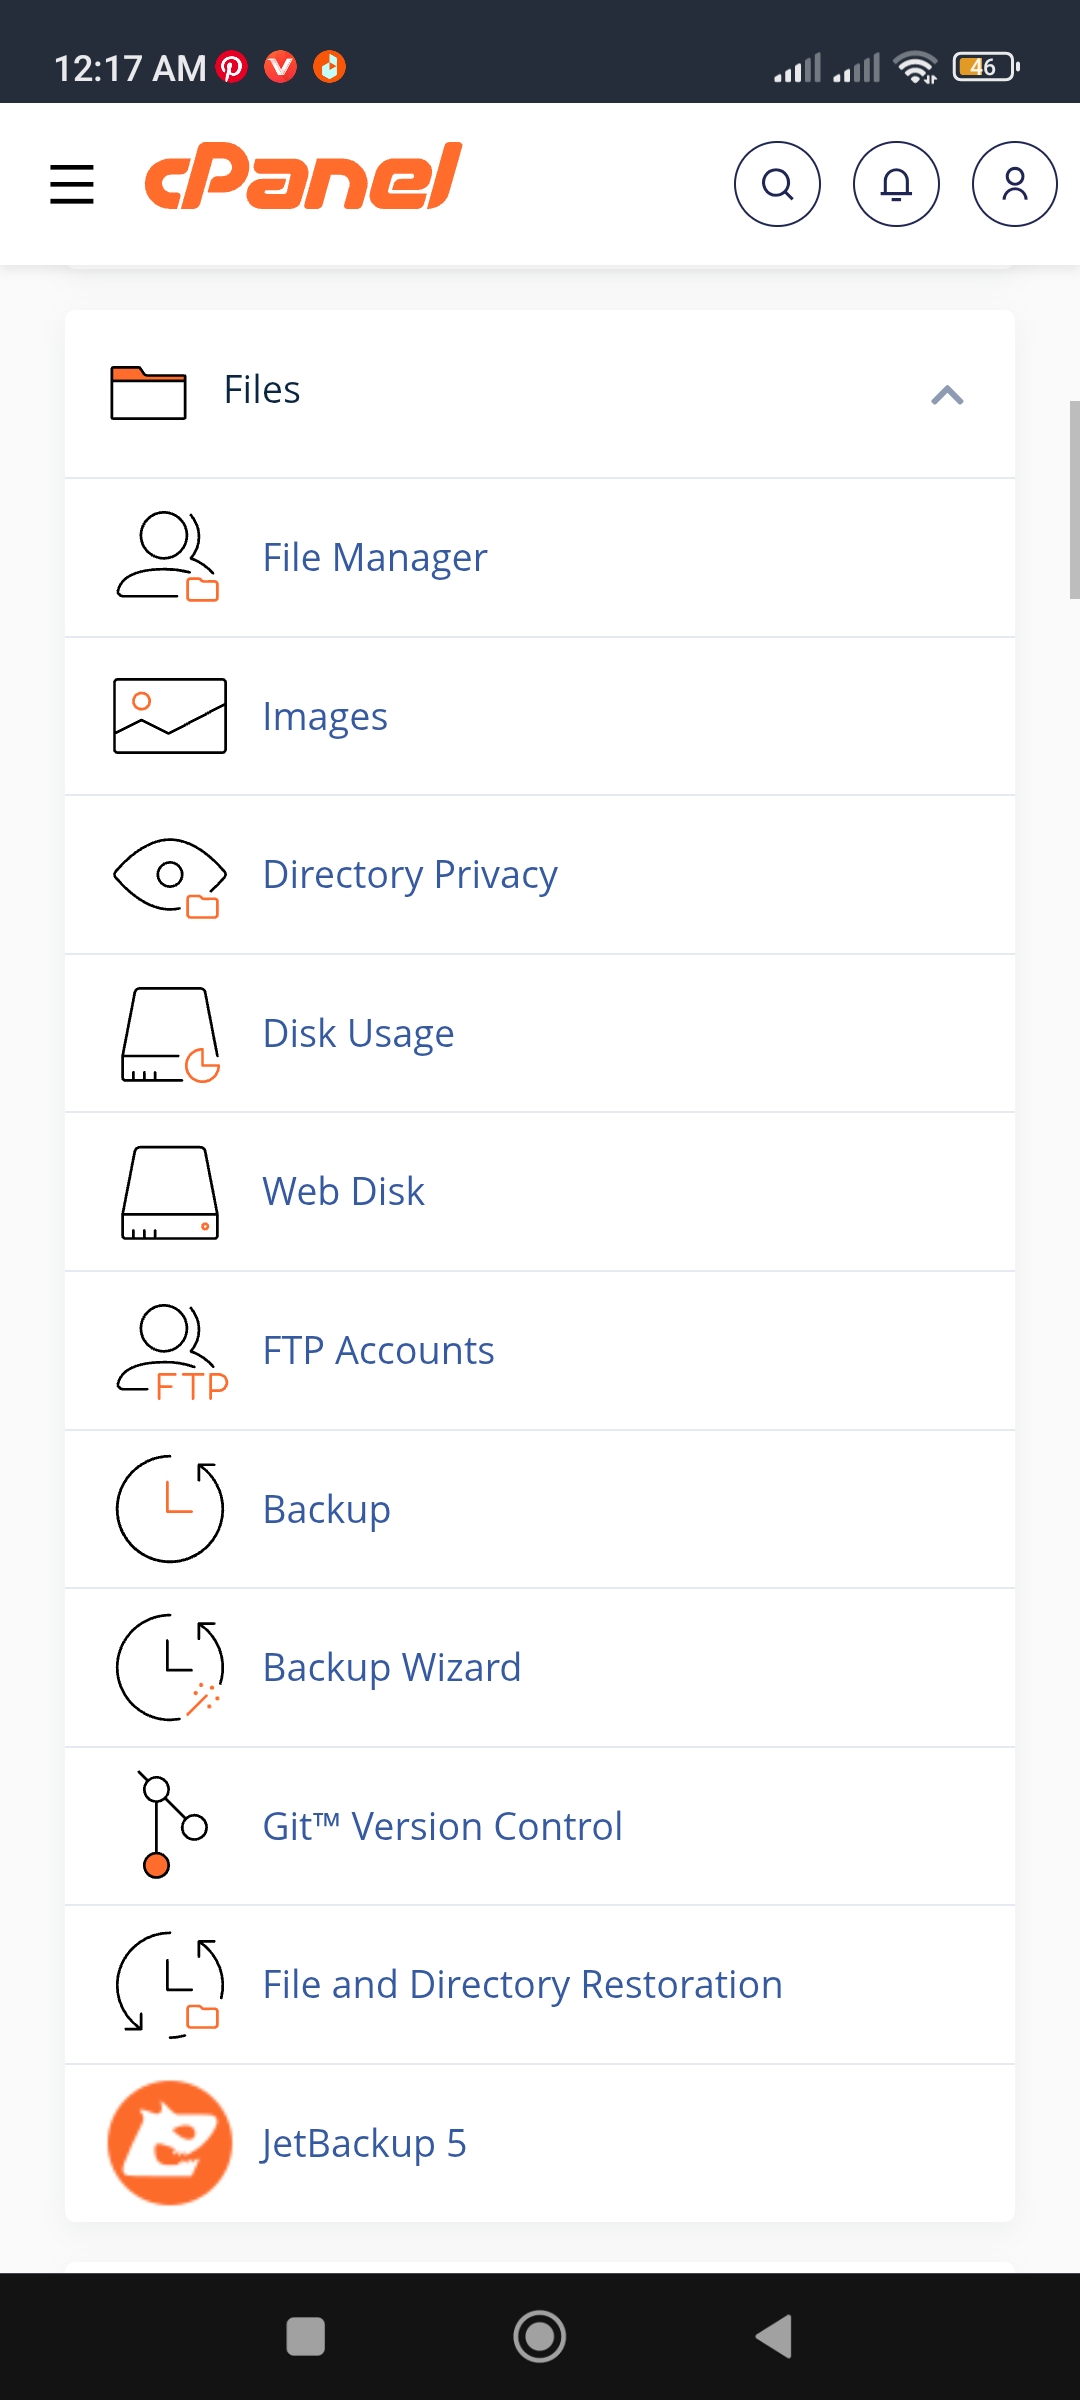 12:17 AM
46
cPanel
Files
File Manager
Images
Directory Privacy
Disk Usage
Web Disk
FTP Accounts
FTP
Backup
Backup Wizard
Git™ Version Control
File and Directory Restoration
JetBackup 5